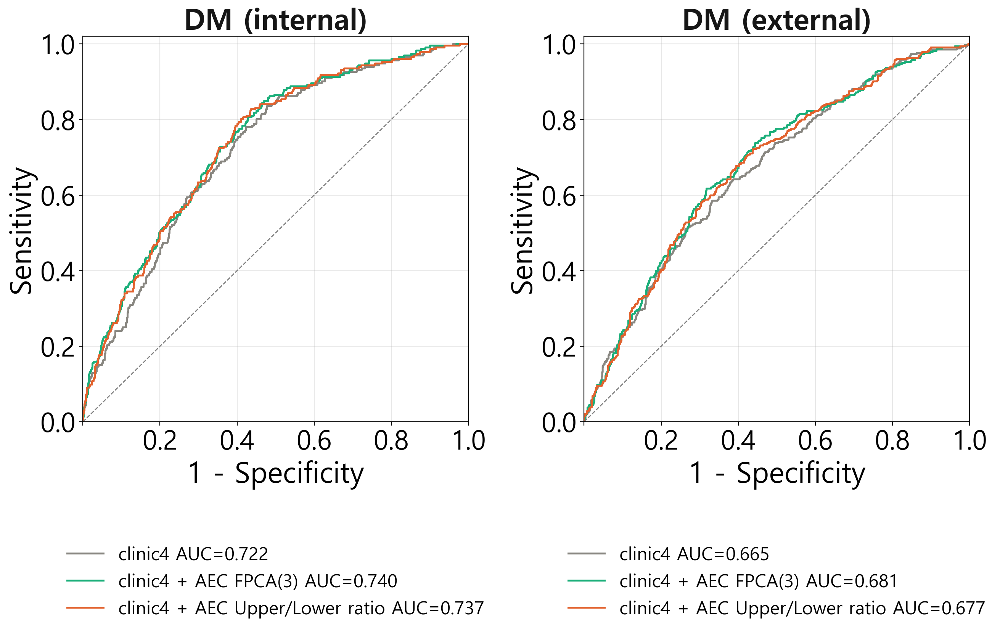 DM (internal)
1.0
0.8
0.6
0.4
0.2
0.0
Sensitivity
0.2 0.4 0.6 0.8 1.0
1 - Specificity
clinic4 AUC=0.722
clinic4 + AEC FPCA(3) AUC=0.740
clinic4 + AEC Upper/Lower ratio AUC=0.737
DM (external)
1.0
0.8
0.6
0.4
0.2
0.0
Sensitivity
0.2 0.4 0.6 0.8 1.0
1 - Specificity
clinic4 AUC=0.665
clinic4 + AEC FPCA(3) AUC=0.681
clinic4 + AEC Upper/Lower ratio AUC=0.677